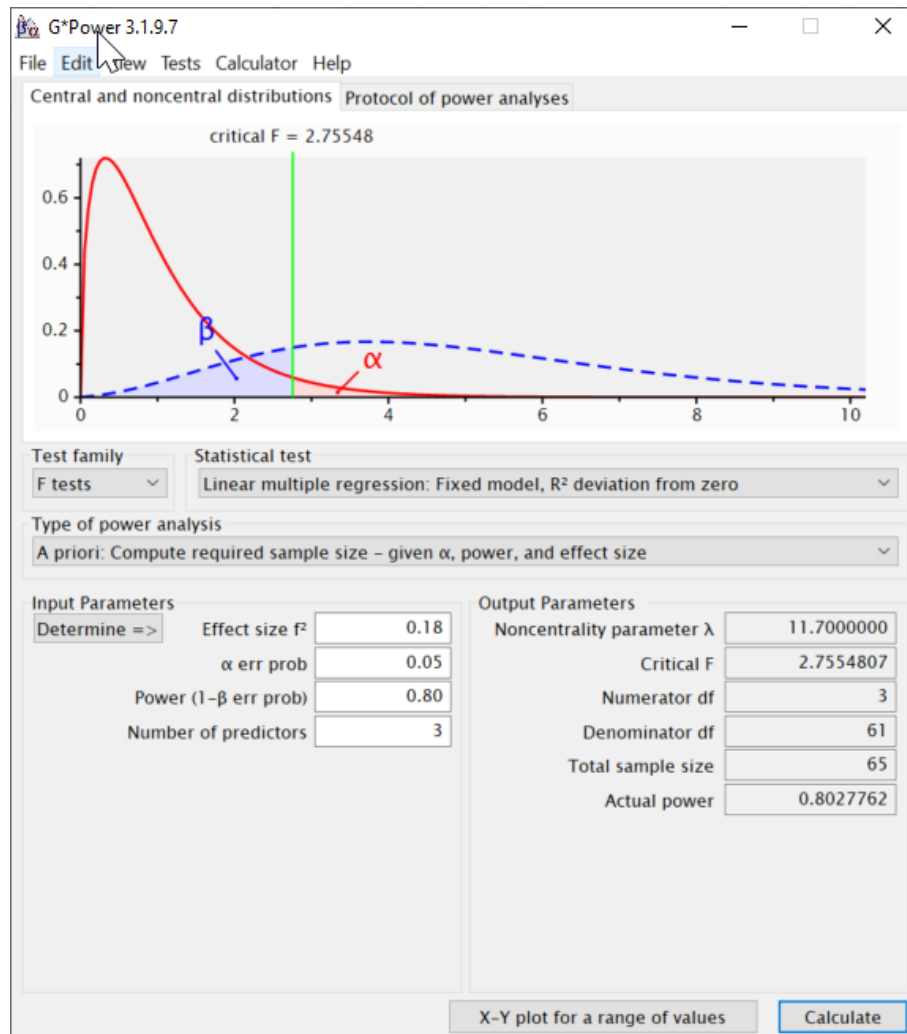 G*Power 3.1.9.7
File Edit View Tests Calculator Help
Central and noncentral distributions Protocol of power analyses
critical F = 2.75548
0.6
0.4
0.2
0
β
α
0 2 4 6 8 10
Test family Statistical test
F tests Linear multiple regression: Fixed model, R² deviation from zero
Type of power analysis
A priori: Compute required sample size – given α, power, and effect size
Input Parameters Output Parameters
Determine => Effect size f² 0.18 Noncentrality parameter λ 11.7000000
α err prob 0.05 Critical F 2.7554807
Power (1–β err prob) 0.80 Numerator df 3
Number of predictors 3 Denominator df 61
Total sample size 65
Actual power 0.8027762
X–Y plot for a range of values Calculate